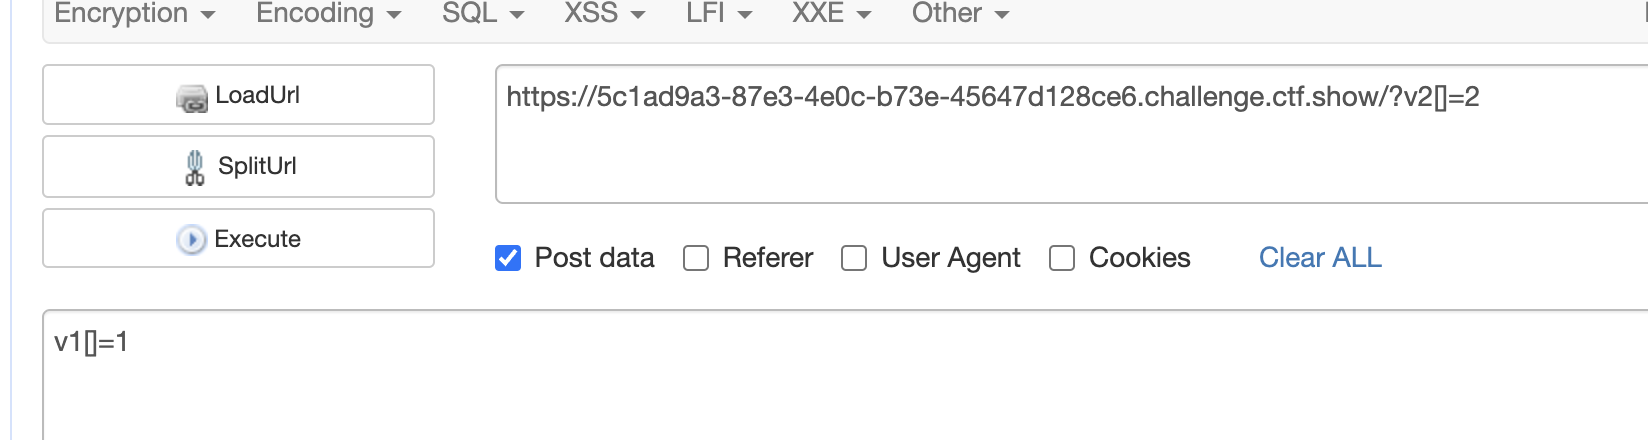 Encryption Encoding SQL XSS LFI XXE Other
LoadUrl
https://5c1ad9a3-87e3-4e0c-b73e-45647d128ce6.challenge.ctf.show/?v2[]=2
SplitUrl
Execute
Post data Referer User Agent Cookies Clear ALL
v1[]=1